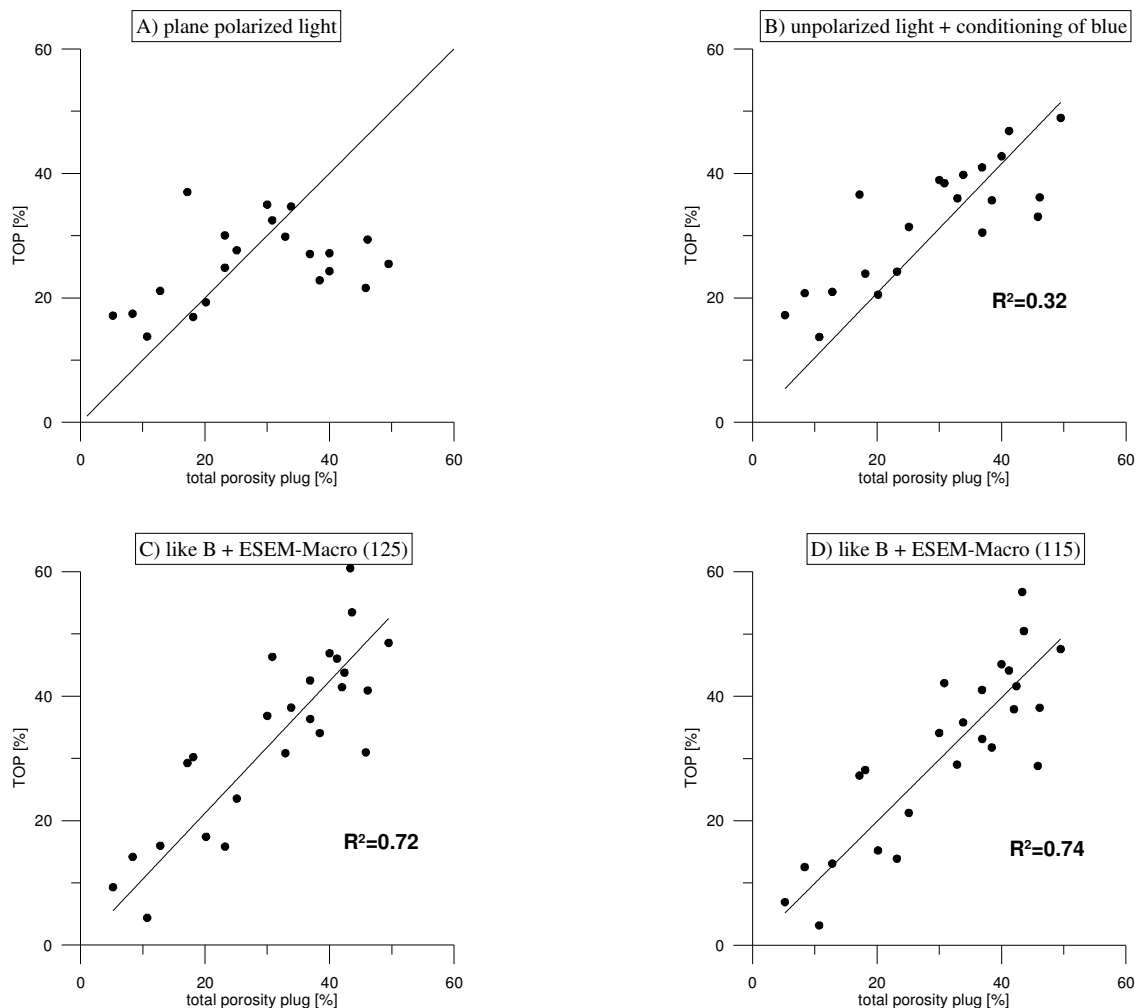 A) plane polarized light
60
40
20
0
TOP [%]
0 20 40 60
total porosity plug [%]
B) unpolarized light + conditioning of blue
60
40
20
0
TOP [%]
R²=0.32
0 20 40 60
total porosity plug [%]
C) like B + ESEM-Macro (125)
60
40
20
0
TOP [%]
R²=0.72
0 20 40 60
total porosity plug [%]
D) like B + ESEM-Macro (115)
60
40
20
0
TOP [%]
R²=0.74
0 20 40 60
total porosity plug [%]